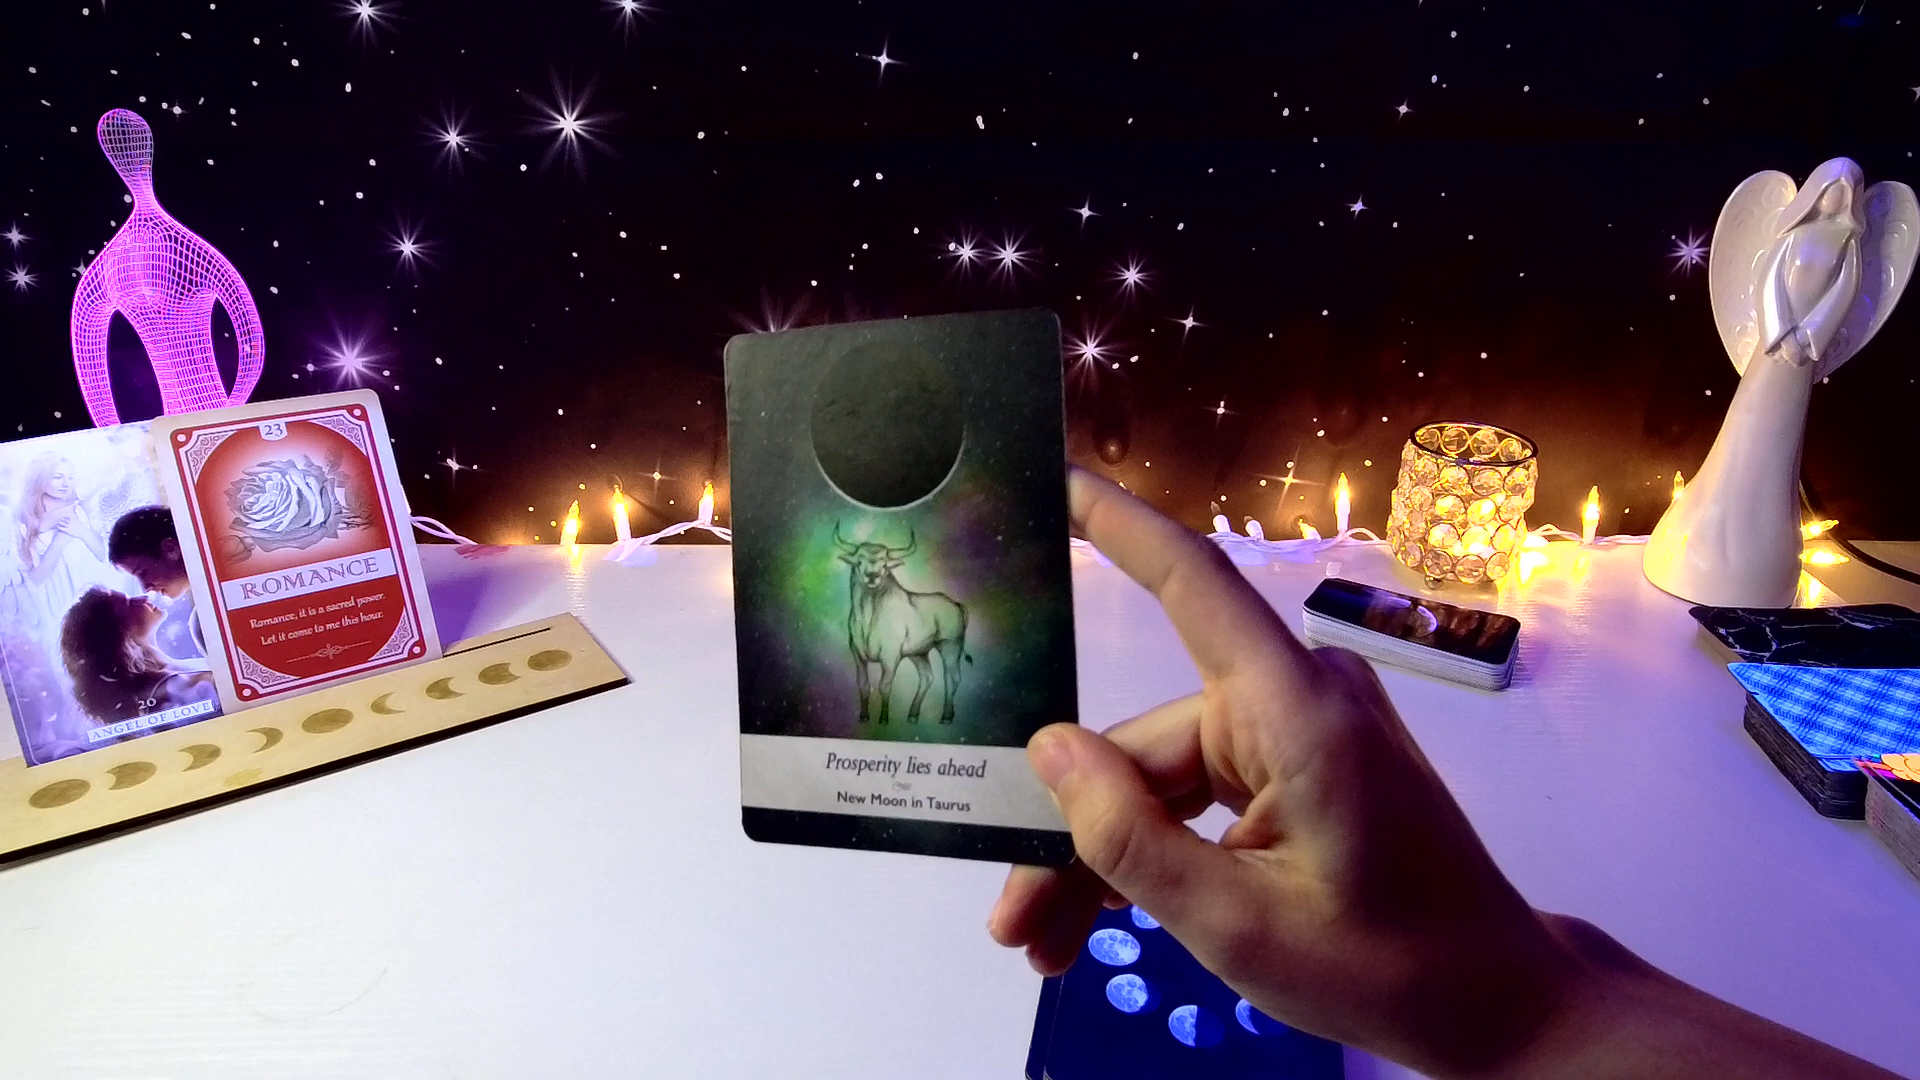 20
ANGEL OF LOVE
23
ROMANCE
Romance, it is a sacred power.
Let it come to me this hour.
Prosperity lies ahead
New Moon in Taurus